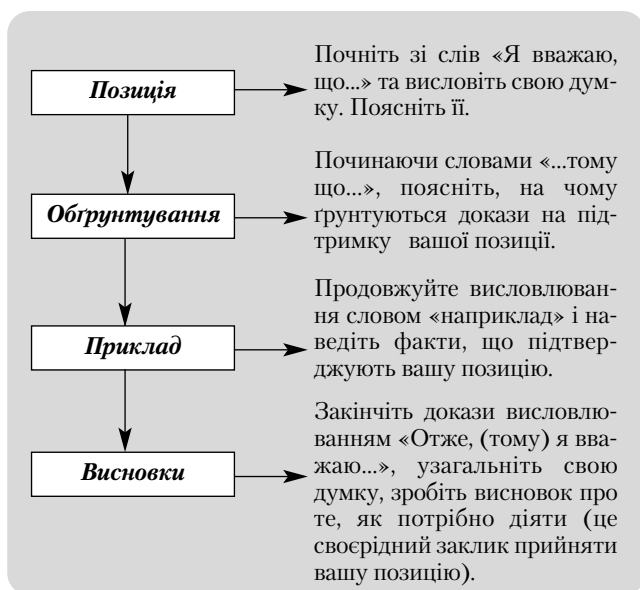 Позиція
Почніть зі слів «Я вважаю,
що...» та висловіть свою дум-
ку. Поясніть її.
Обґрунтування
Починаючи словами «...тому
що...», поясніть, на чому
ґрунтуються докази на під-
тримку вашої позиції.
Приклад
Продовжуйте висловлюван-
ня словом «наприклад» і на-
ведіть факти, що підтвер-
джують вашу позицію.
Висновки
Закінчіть докази висловлю-
ванням «Отже, (тому) я вва-
жаю...», узагальніть свою
думку, зробіть висновок про
те, як потрібно діяти (це
своєрідний заклик прийняти
вашу позицію).